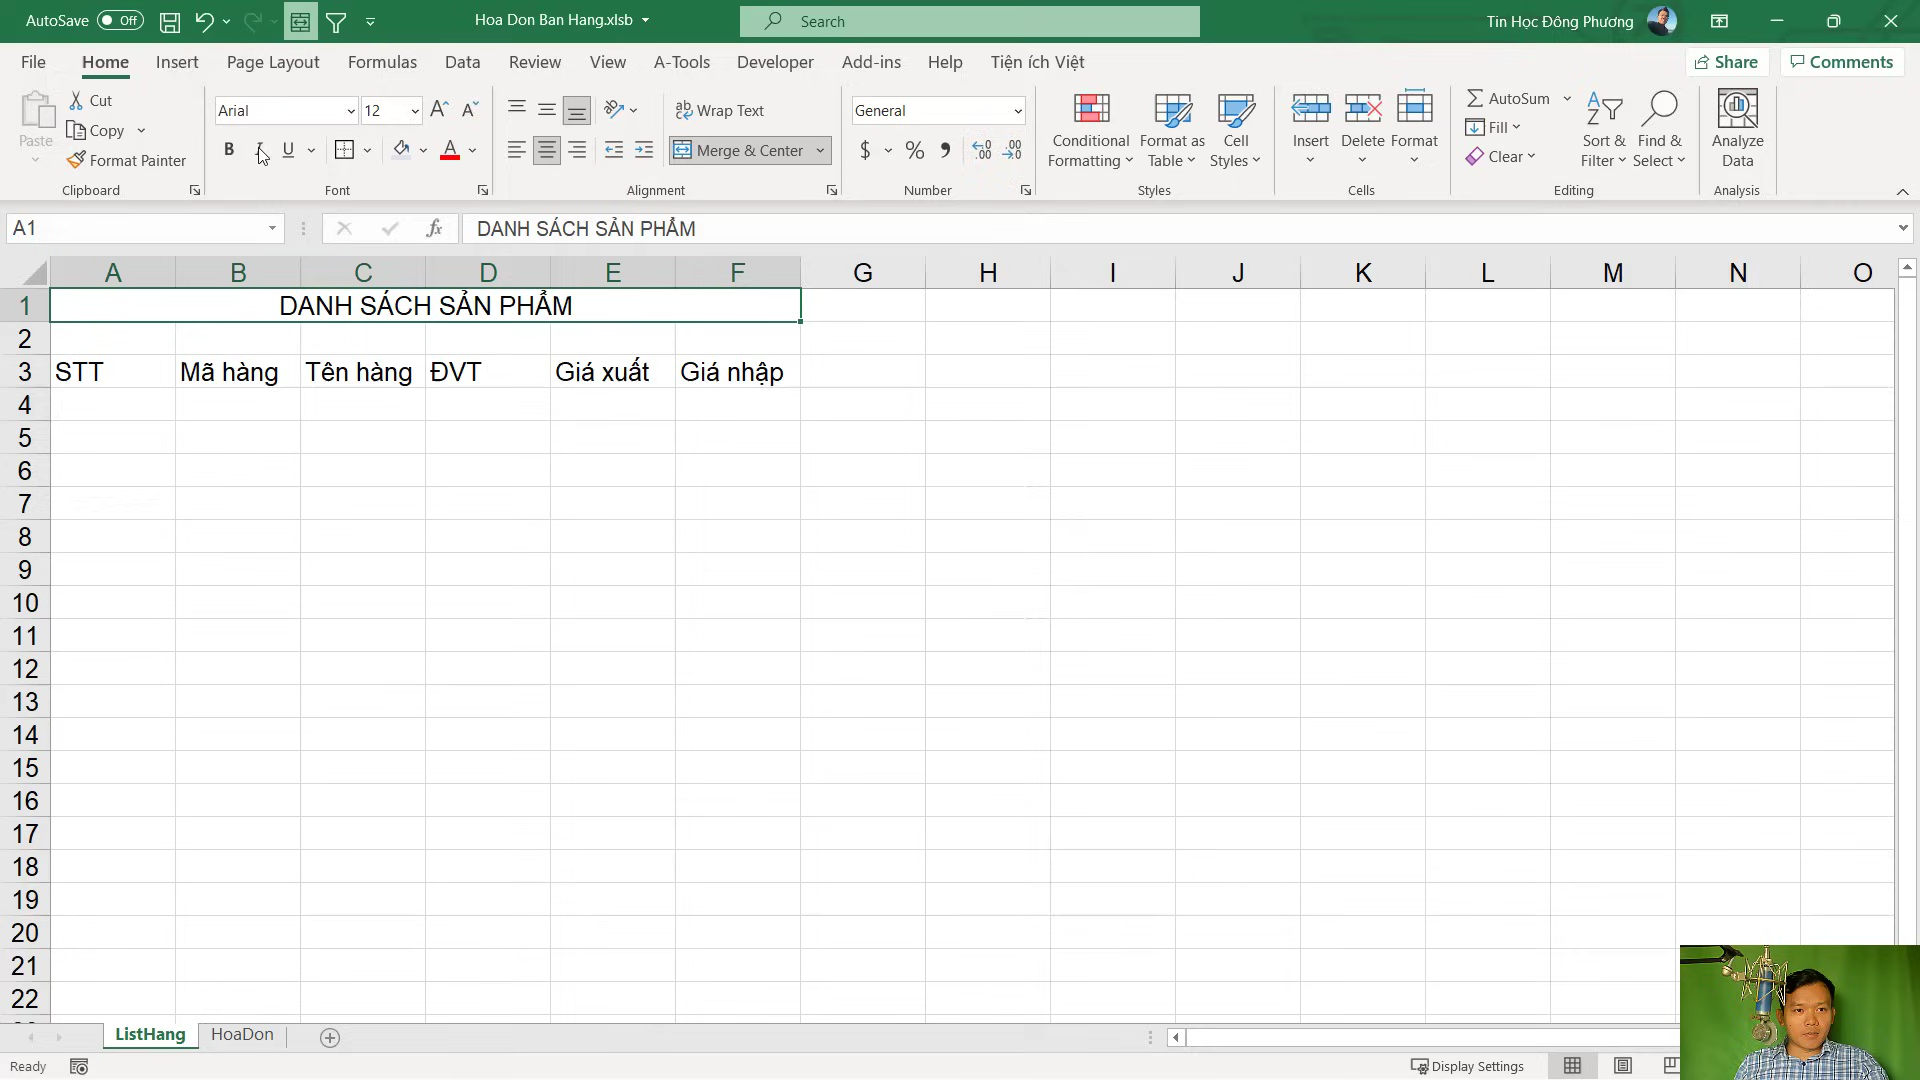 AutoSave Off Hoa Don Ban Hang.xlsb Search Tin Học Đông Phương
File Home Insert Page Layout Formulas Data Review View A-Tools Developer Add-ins Help Tiện ích Việt Share Comments
Paste Cut Copy Format Painter Clipboard
Arial 12 B I U Font
Wrap Text Merge & Center Alignment
General $ % Number
Conditional Formatting Format as Table Cell Styles Styles
Insert Delete Format Cells
AutoSum Fill Clear Sort & Filter Find & Select Editing
Analyze Data Analysis
A1 fx DANH SÁCH SẢN PHẨM
A B C D E F G H I J K L M N O
1 DANH SÁCH SẢN PHẨM
2
3 STT Mã hàng Tên hàng ĐVT Giá xuất Giá nhập
4
5
6
7
8
9
10
11
12
13
14
15
16
17
18
19
20
21
22
ListHang HoaDon
Ready Display Settings